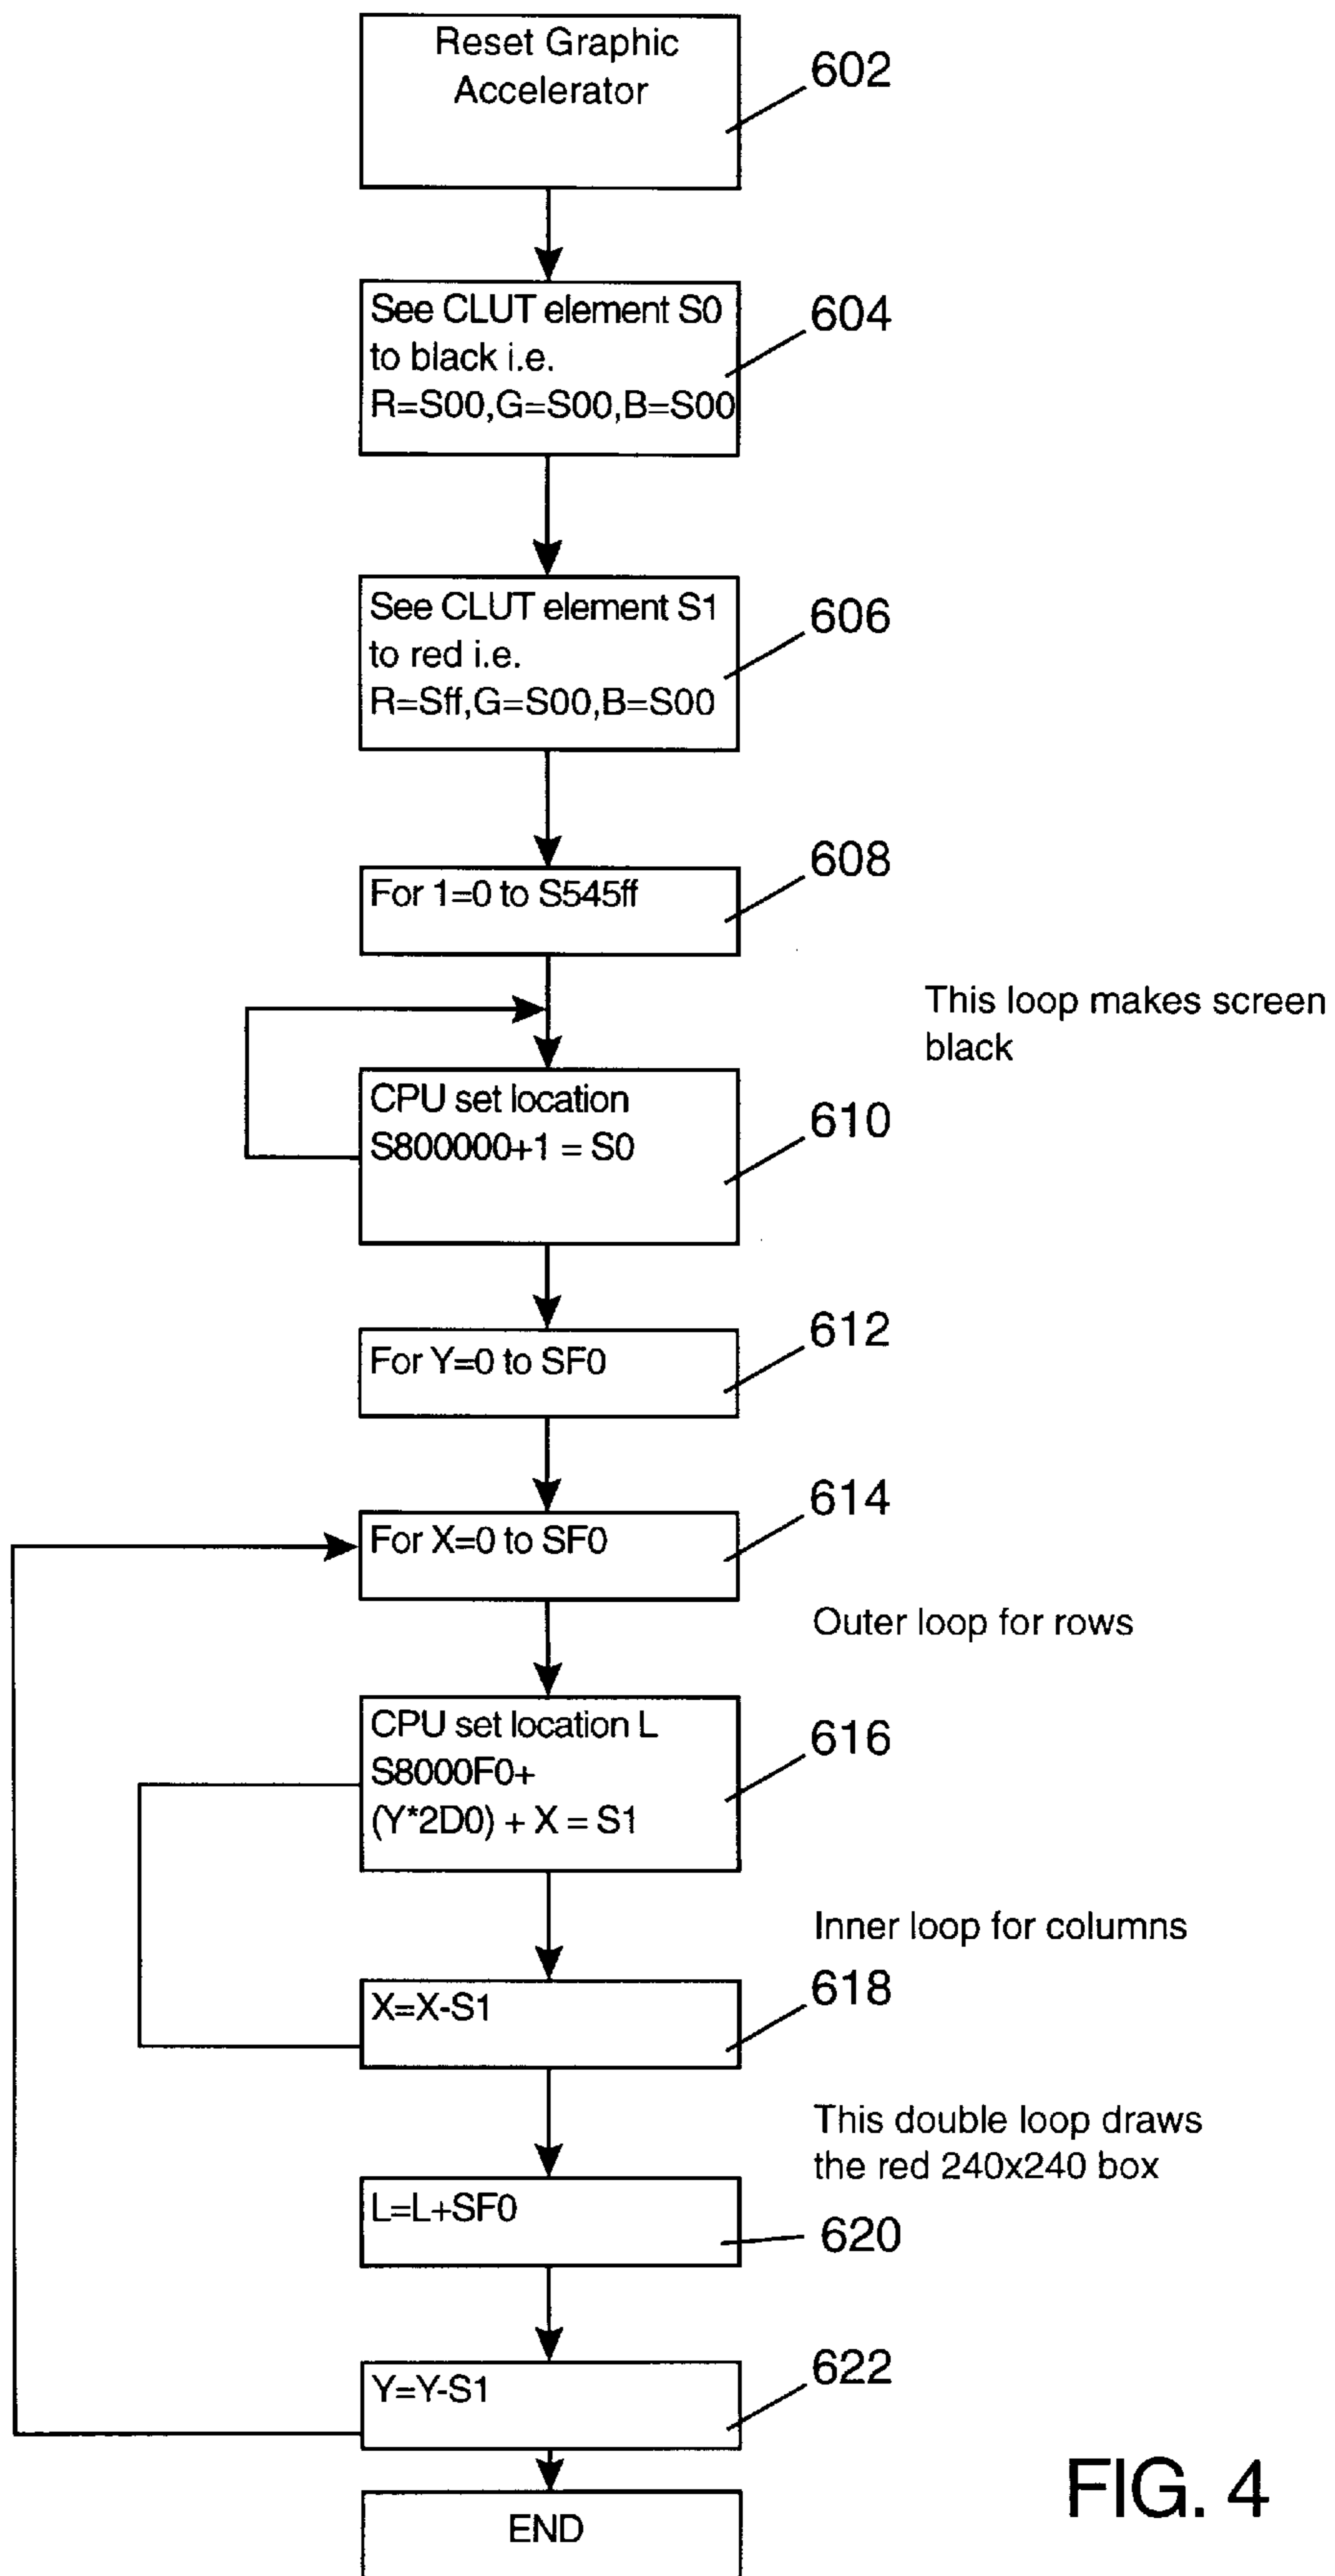 Reset Graphic
Accelerator
602
See CLUT element S0
to black i.e.
R=S00,G=S00,B=S00
604
See CLUT element S1
to red i.e.
R=Sff,G=S00,B=S00
606
For 1=0 to S545ff
608
This loop makes screen
black
CPU set location
S800000+1 = S0
610
For Y=0 to SF0
612
For X=0 to SF0
614
Outer loop for rows
CPU set location L
S8000F0+
(Y*2D0) + X = S1
616
Inner loop for columns
X=X-S1
618
This double loop draws
the red 240x240 box
L=L+SF0
620
Y=Y-S1
622
END
FIG. 4